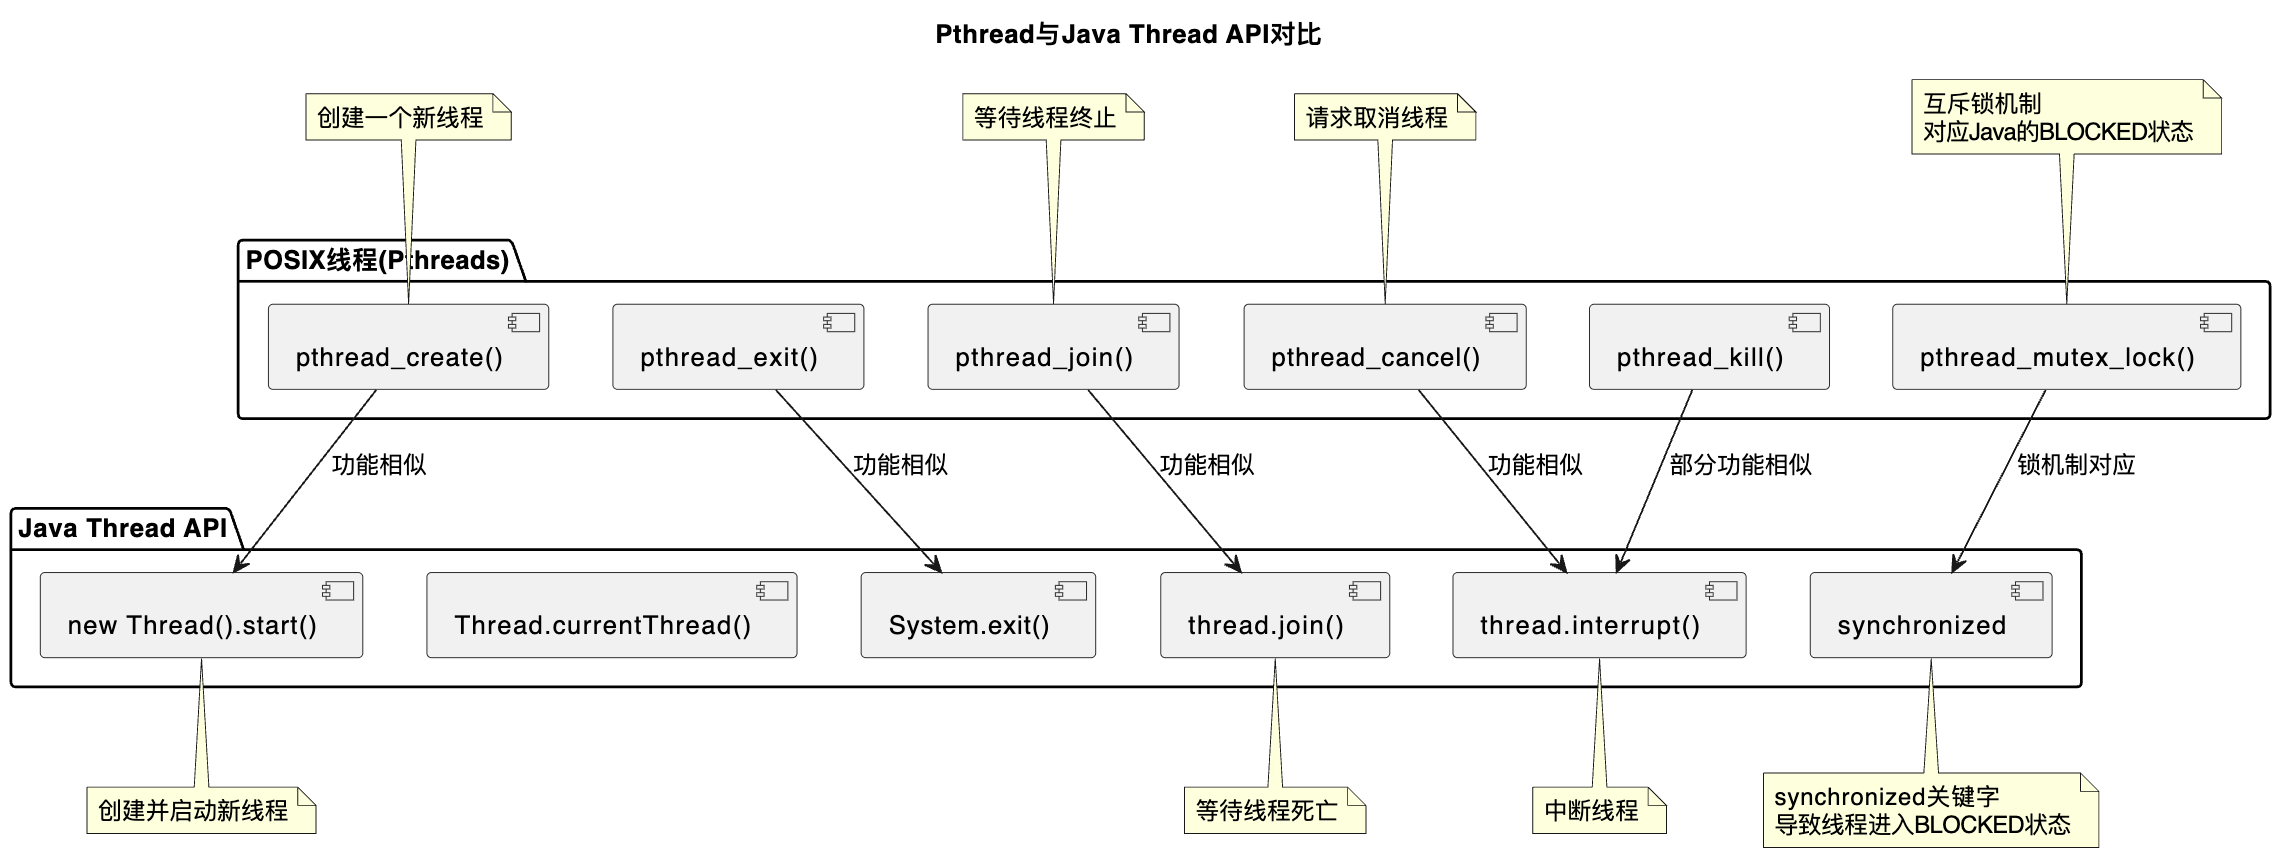 Pthread与Java Thread API对比
创建一个新线程
等待线程终止
请求取消线程
互斥锁机制
对应Java的BLOCKED状态
POSIX线程(Pthreads)
pthread_create()
pthread_exit()
pthread_join()
pthread_cancel()
pthread_kill()
pthread_mutex_lock()
功能相似
功能相似
功能相似
功能相似
部分功能相似
锁机制对应
Java Thread API
new Thread().start()
Thread.currentThread()
System.exit()
thread.join()
thread.interrupt()
synchronized
创建并启动新线程
等待线程死亡
中断线程
synchronized关键字
导致线程进入BLOCKED状态